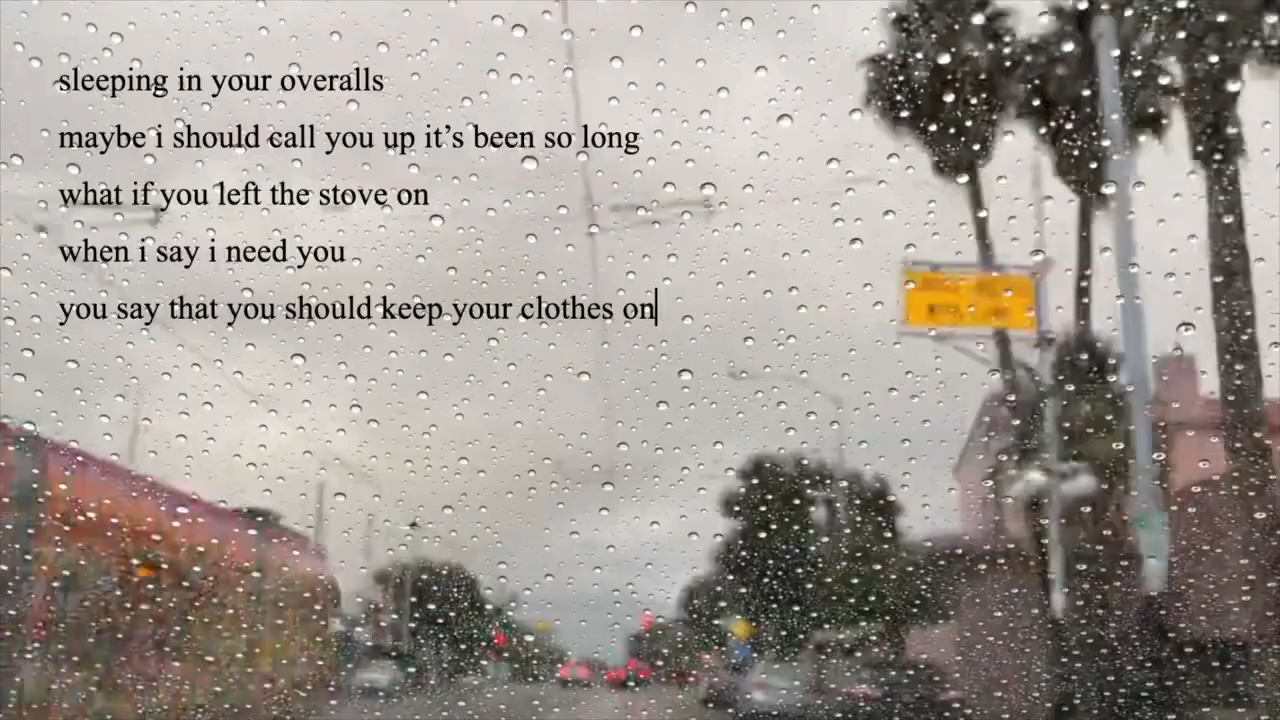 sleeping in your overalls
maybe i should call you up it’s been so long
what if you left the stove on
when i say i need you
you say that you should keep your clothes on